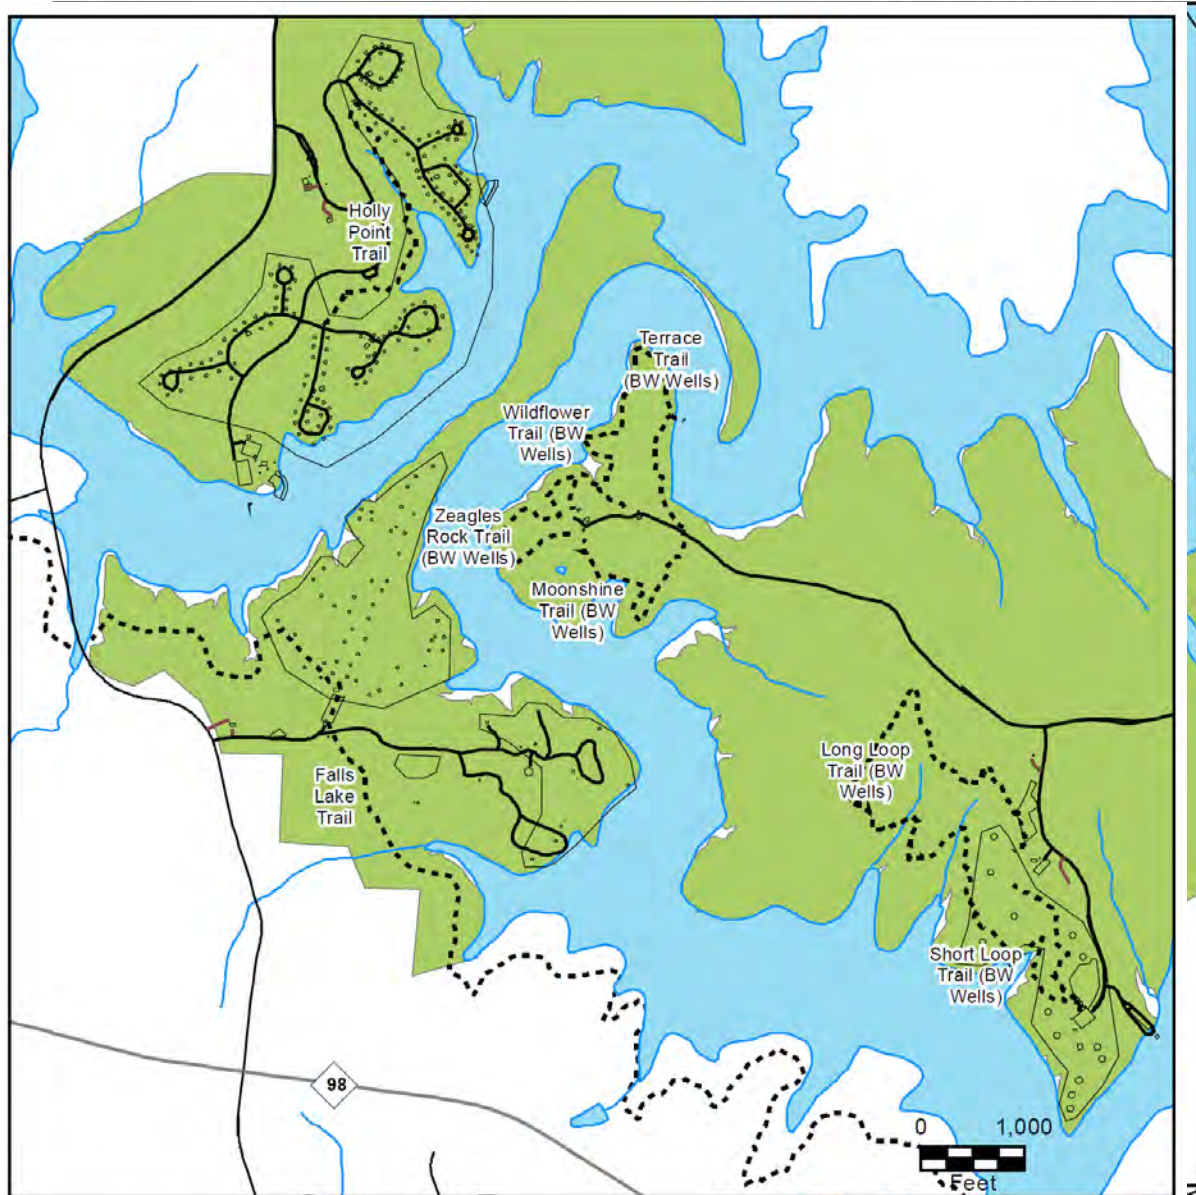 Holly
Point
Trail
Terrace
Trail
(BW Wells)
Wildflower
Trail (BW
Wells)
Zeagles
Rock Trail
(BW Wells)
Moonshine
Trail (BW
Wells)
Long Loop
Trail (BW
Wells)
Falls
Lake
Trail
Short Loop
Trail (BW
Wells)
98
0 1,000
Feet